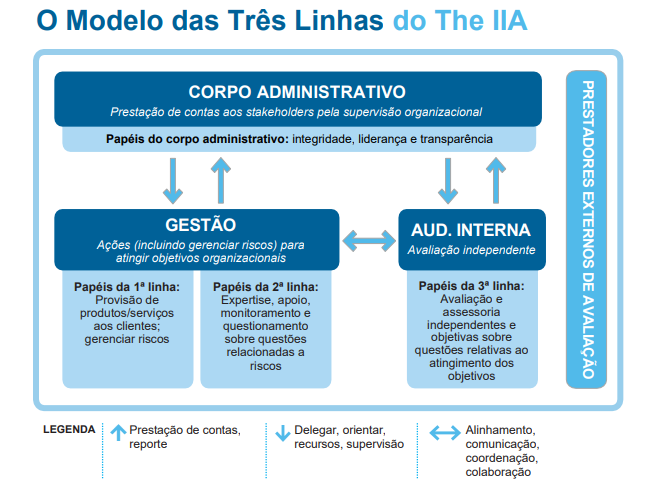 O Modelo das Três Linhas do The IIA
CORPO ADMINISTRATIVO
Prestação de contas aos stakeholders pela supervisão organizacional
Papéis do corpo administrativo: integridade, liderança e transparência
GESTÃO
Ações (incluindo gerenciar riscos) para
atingir objetivos organizacionais
Papéis da 1ª linha:
Provisão de
produtos/serviços
aos clientes;
gerenciar riscos
Papéis da 2ª linha:
Expertise, apoio,
monitoramento e
questionamento
sobre questões
relacionadas a
riscos
AUD. INTERNA
Avaliação independente
Papéis da 3ª linha:
Avaliação e
assessoria
independentes e
objetivas sobre
questões relativas ao
atingimento dos
objetivos
PRESTADORES EXTERNOS DE AVALIAÇÃO
LEGENDA
Prestação de contas,
reporte
Delegar, orientar,
recursos, supervisão
Alinhamento,
comunicação,
coordenação,
colaboração